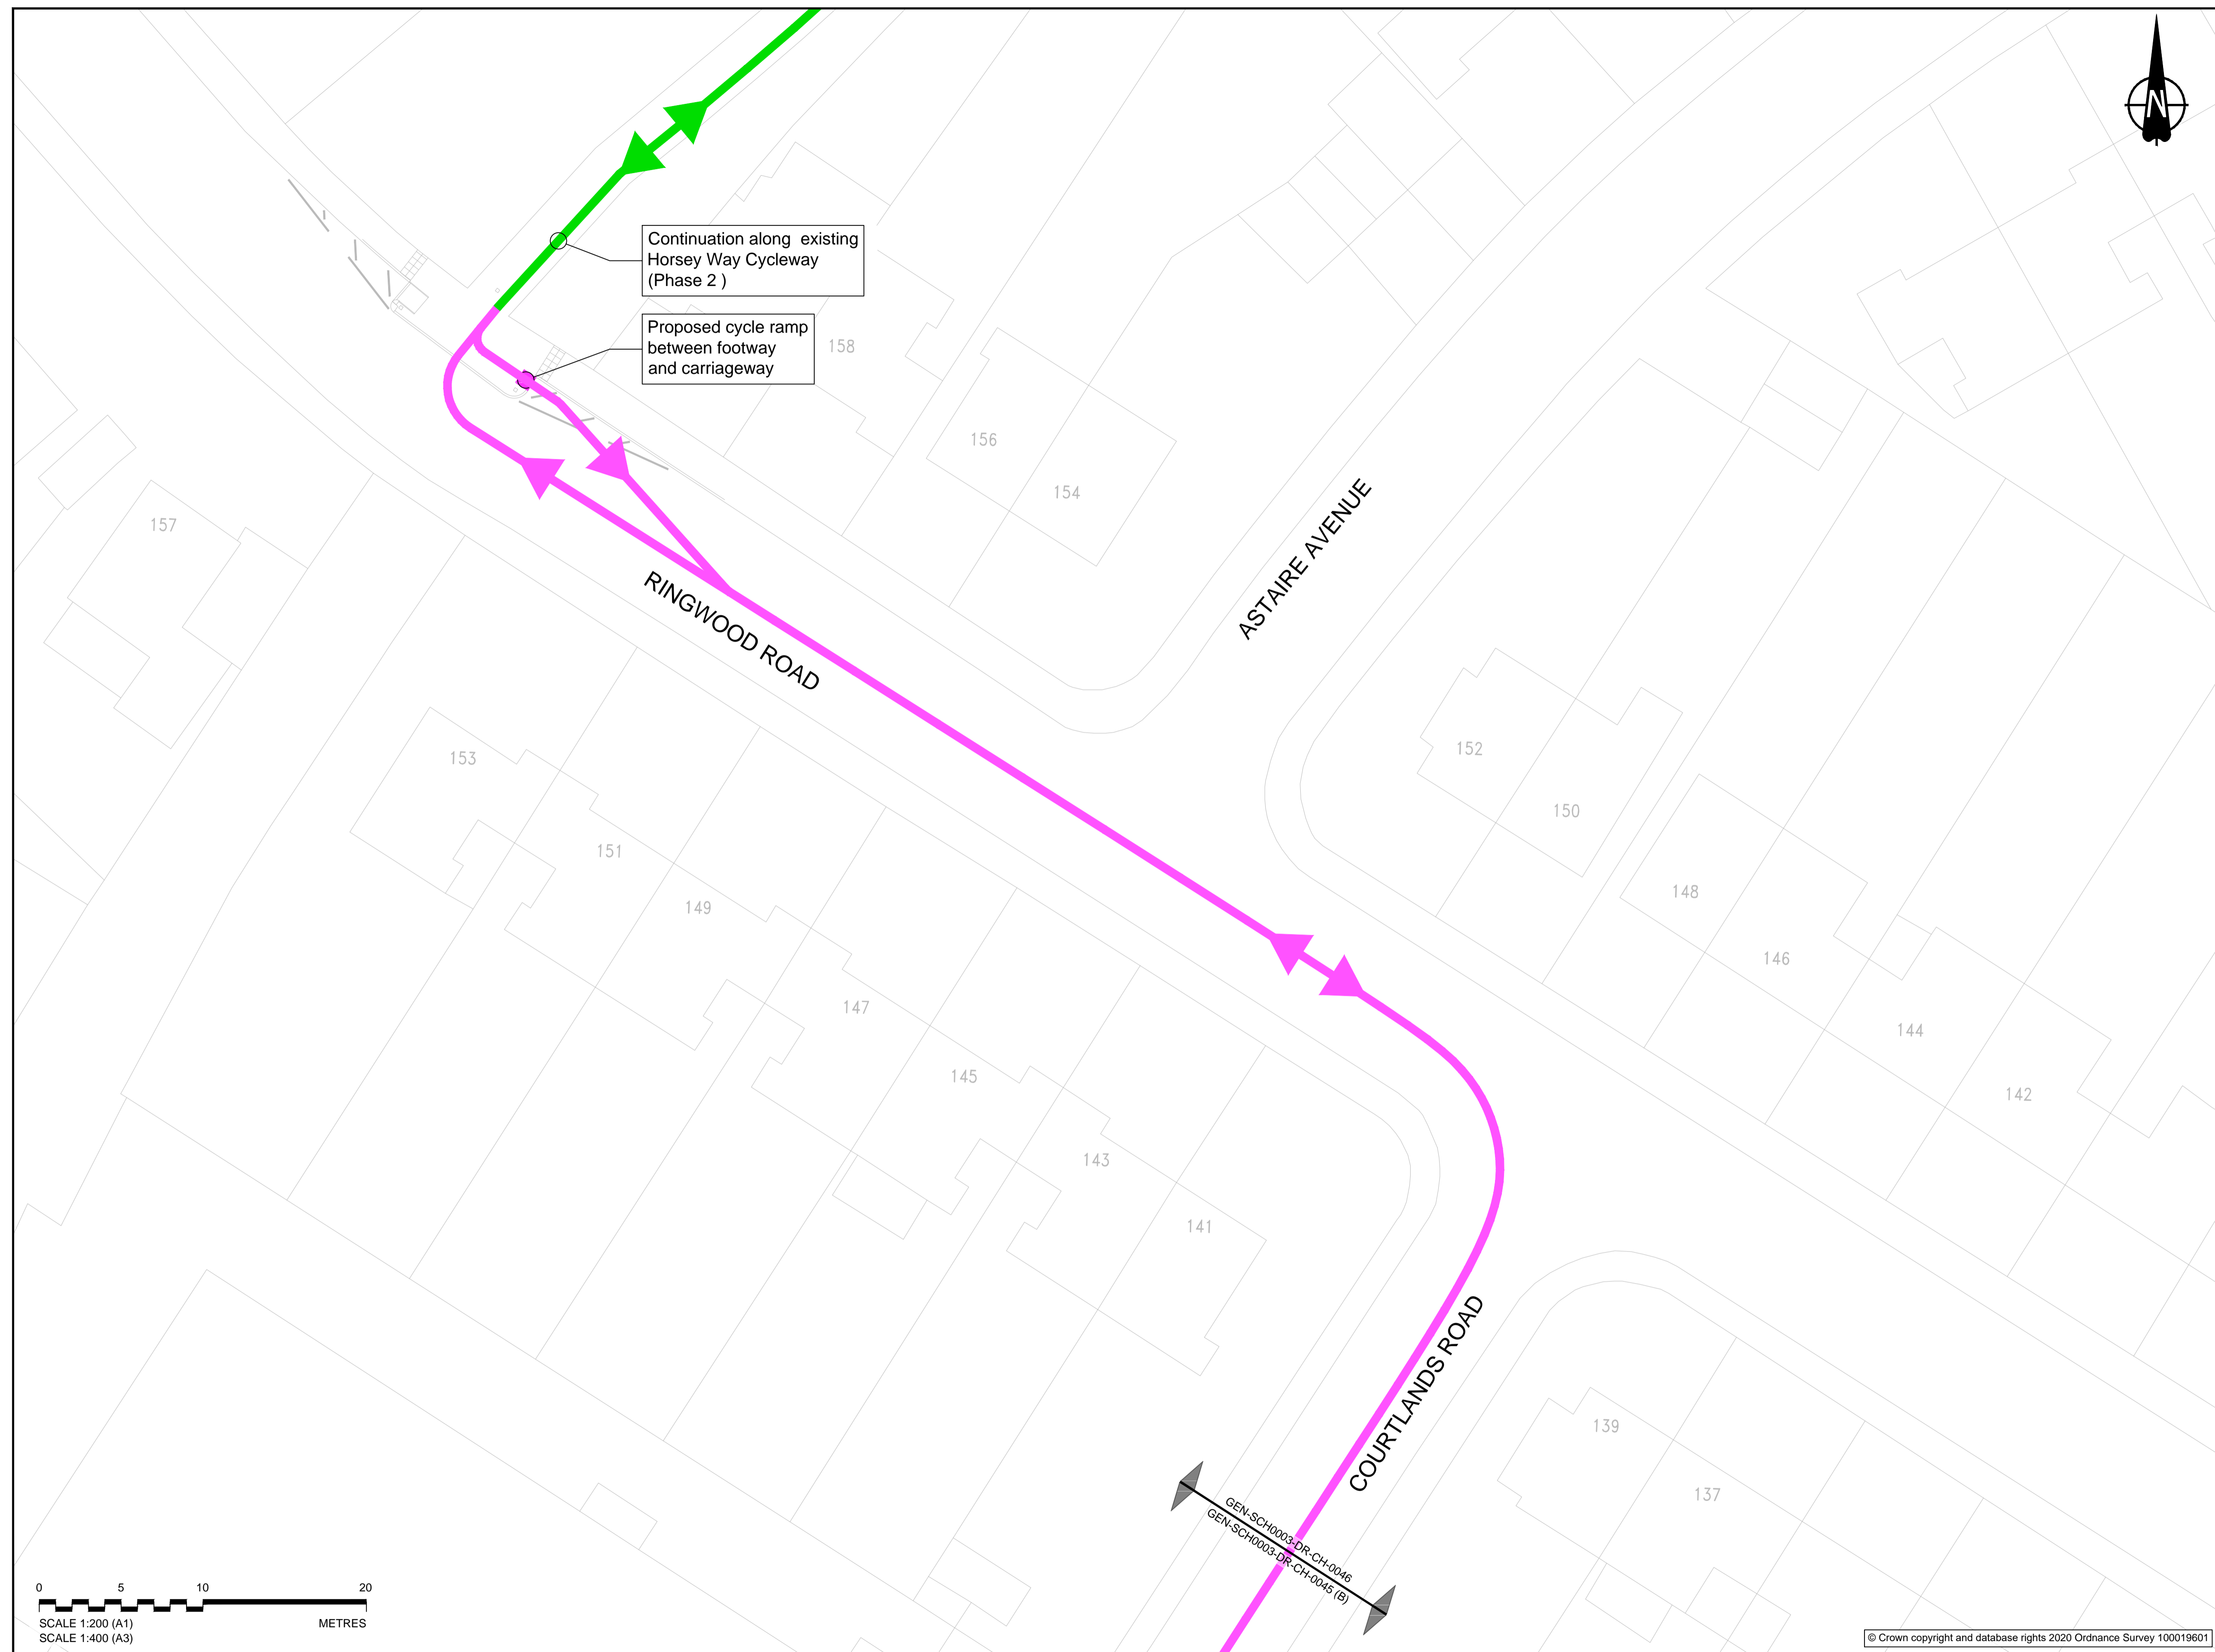 N
Continuation along existing
Horsey Way Cycleway
(Phase 2 )
Proposed cycle ramp
between footway
and carriageway
158
156
154
157
ASTAIRE AVENUE
RINGWOOD ROAD
153
151
149
147
145
143
141
152
150
148
146
144
142
COURTLANDS ROAD
139
137
GEN-SCH0003-DR-CH-0046
GEN-SCH0003-DR-CH-0045 (B)
0 5 10 20
SCALE 1:200 (A1) METRES
SCALE 1:400 (A3)
© Crown copyright and database rights 2020 Ordnance Survey 100019601